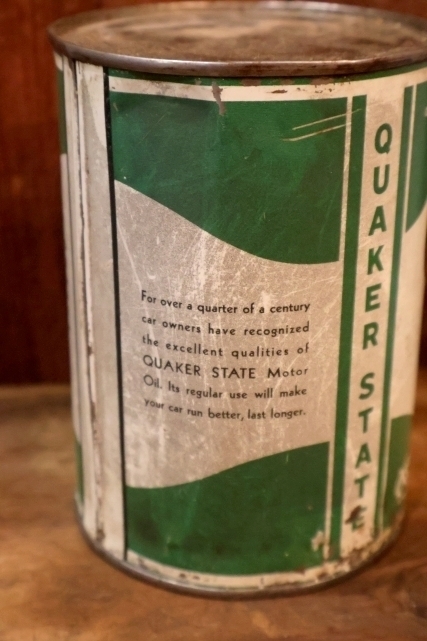 For over a quarter of a century
car owners have recognized
the excellent qualities of
QUAKER STATE Motor
Oil. Its regular use will make
your car run better, last longer.
QUAKER STATE